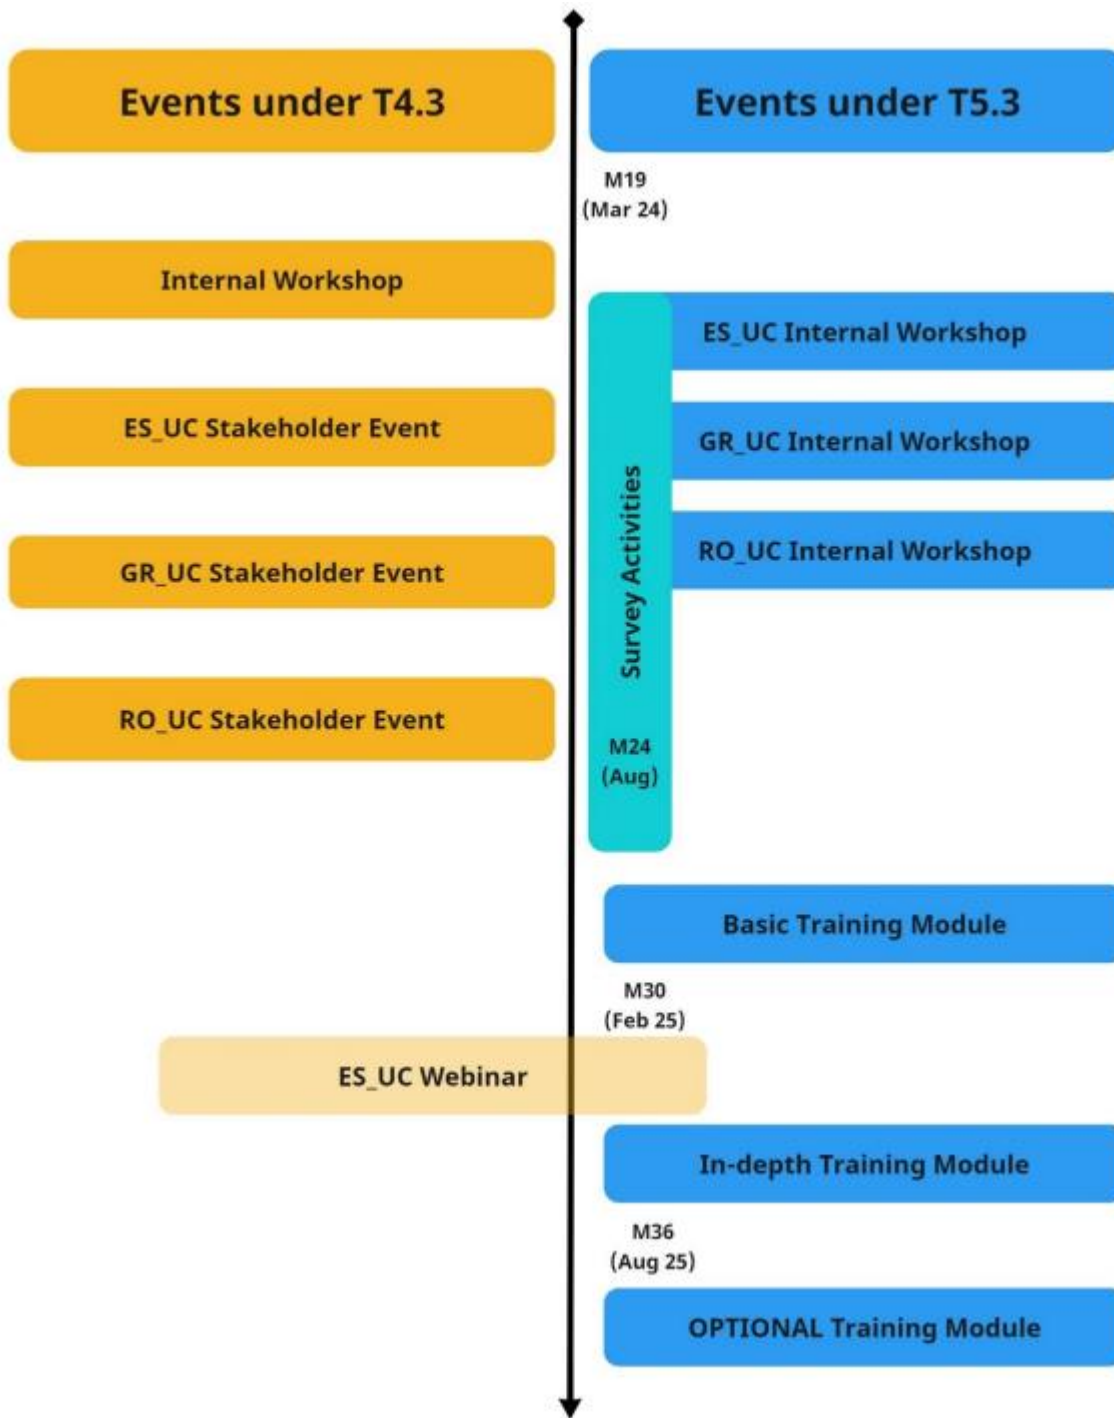 Events under T4.3
Events under T5.3
M19
(Mar 24)
Internal Workshop
ES_UC Internal Workshop
ES_UC Stakeholder Event
GR_UC Internal Workshop
RO_UC Internal Workshop
GR_UC Stakeholder Event
Survey Activities
RO_UC Stakeholder Event
M24
(Aug)
Basic Training Module
M30
(Feb 25)
ES_UC Webinar
In-depth Training Module
M36
(Aug 25)
OPTIONAL Training Module